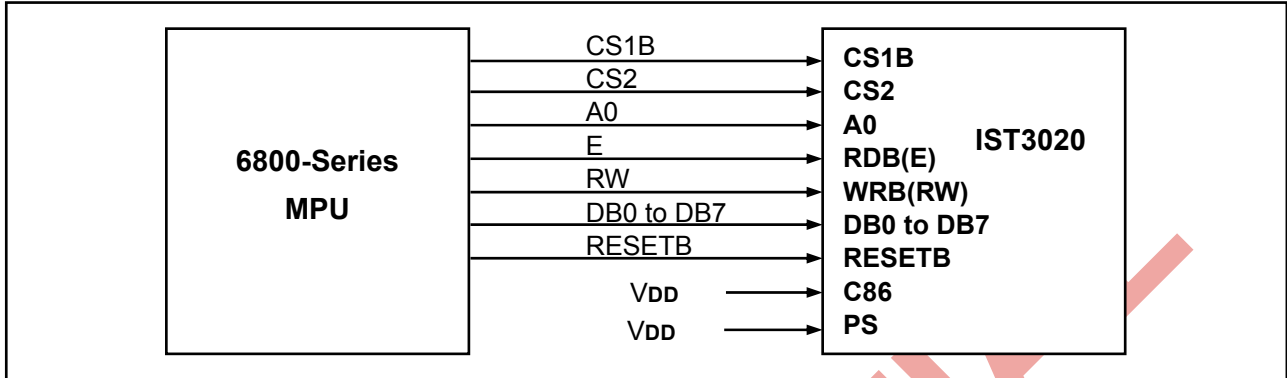 6800-Series
MPU
CS1B
CS2
A0
E
RW
DB0 to DB7
RESETB
VDD
VDD
CS1B
CS2
A0
RDB(E)
WRB(RW)
DB0 to DB7
RESETB
C86
PS
IST3020